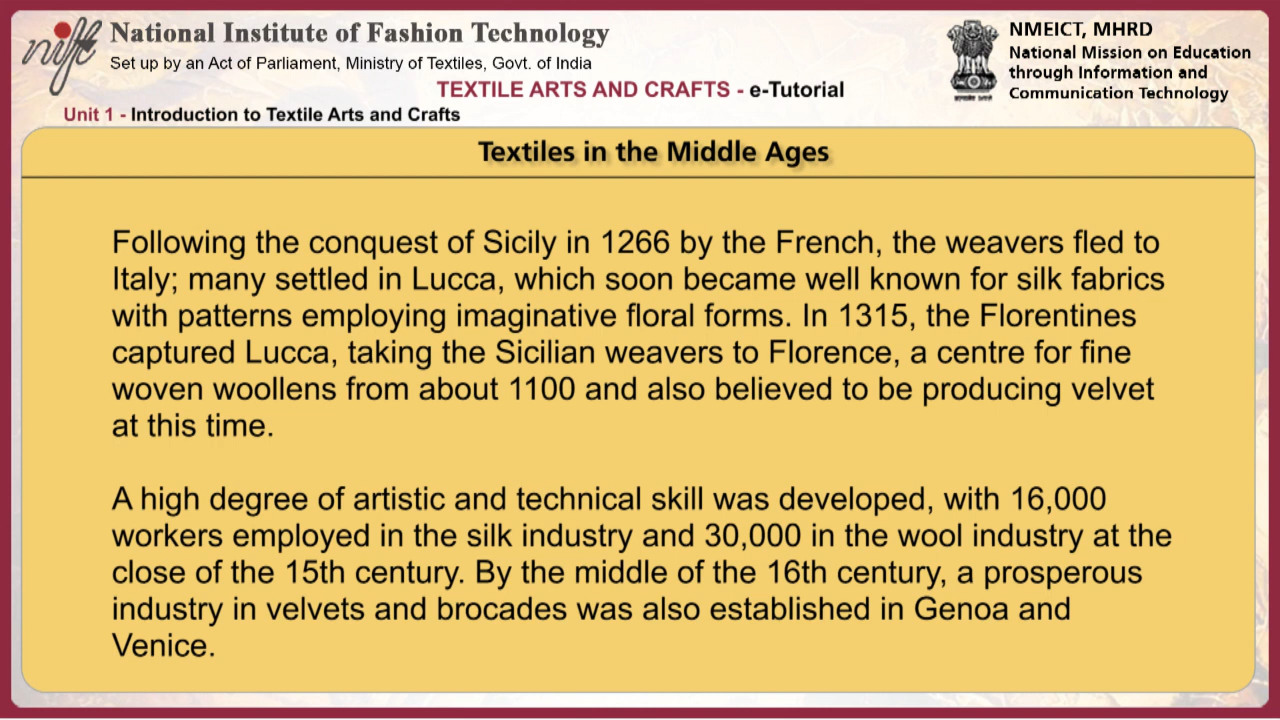 nift
National Institute of Fashion Technology
Set up by an Act of Parliament, Ministry of Textiles, Govt. of India
NMEICT, MHRD
National Mission on Education
through Information and
Communication Technology
TEXTILE ARTS AND CRAFTS - e-Tutorial
Unit 1 - Introduction to Textile Arts and Crafts
Textiles in the Middle Ages
Following the conquest of Sicily in 1266 by the French, the weavers fled to
Italy; many settled in Lucca, which soon became well known for silk fabrics
with patterns employing imaginative floral forms. In 1315, the Florentines
captured Lucca, taking the Sicilian weavers to Florence, a centre for fine
woven woollens from about 1100 and also believed to be producing velvet
at this time.
A high degree of artistic and technical skill was developed, with 16,000
workers employed in the silk industry and 30,000 in the wool industry at the
close of the 15th century. By the middle of the 16th century, a prosperous
industry in velvets and brocades was also established in Genoa and
Venice.